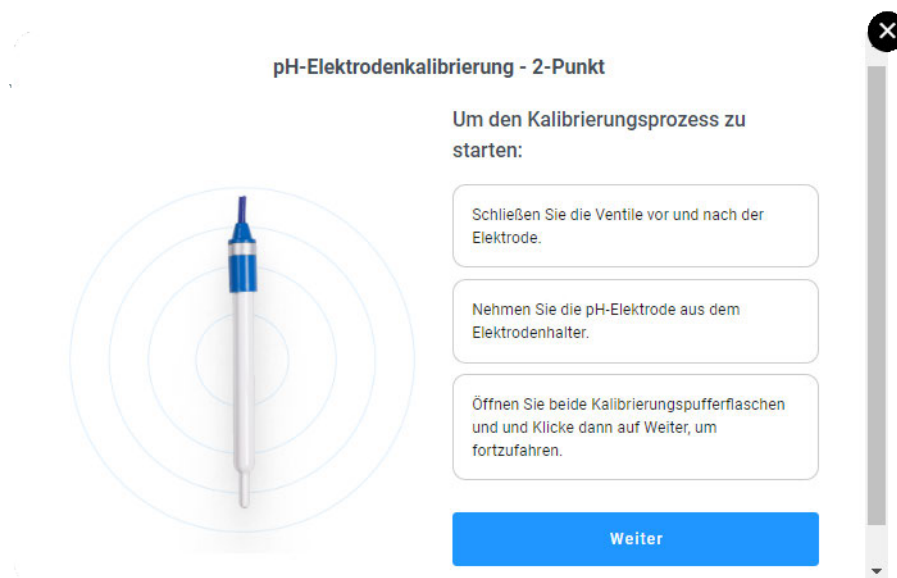 pH-Elektrodenkalibrierung - 2-Punkt
Um den Kalibrierungsprozess zu
starten:
Schließen Sie die Ventile vor und nach der
Elektrode.
Nehmen Sie die pH-Elektrode aus dem
Elektrodenhalter.
Öffnen Sie beide Kalibrierungspufferflaschen
und und Klicke dann auf Weiter, um
fortzufahren.
Weiter